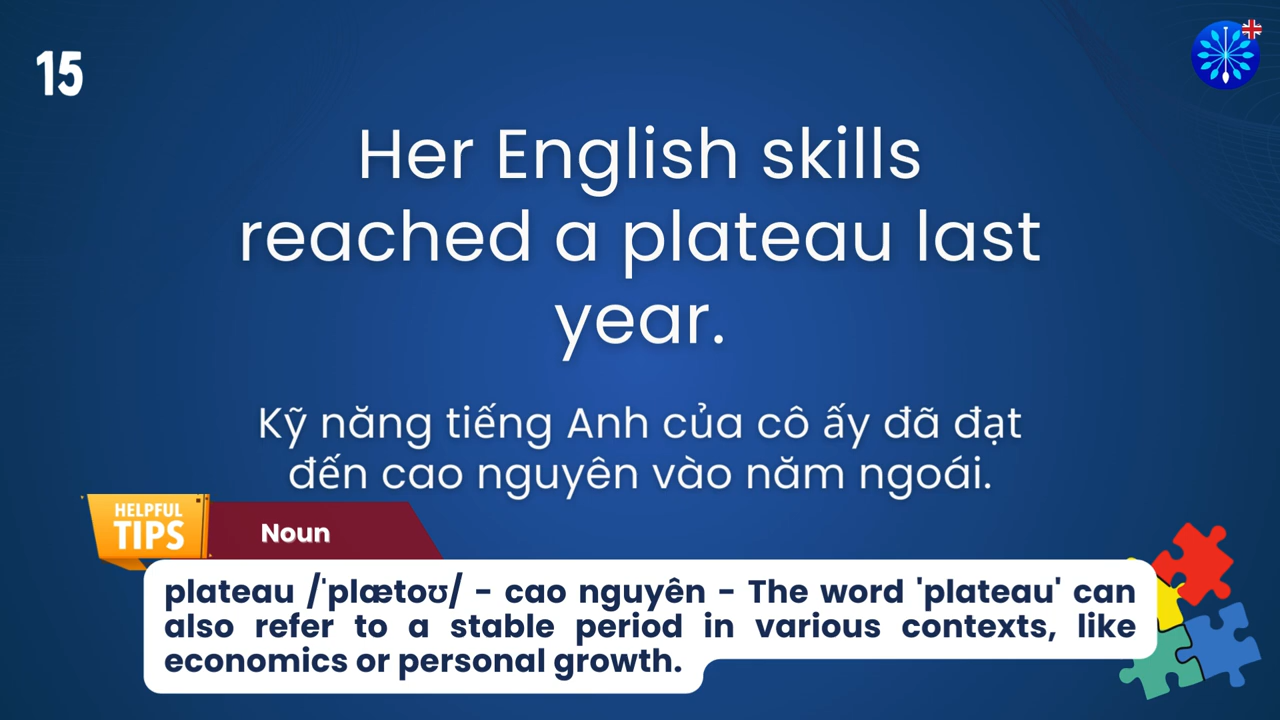 15
Her English skills
reached a plateau last
year.
Kỹ năng tiếng Anh của cô ấy đã đạt
đến cao nguyên vào năm ngoái.
HELPFUL
TIPS
Noun
plateau /ˈplætoʊ/ - cao nguyên - The word 'plateau' can
also refer to a stable period in various contexts, like
economics or personal growth.